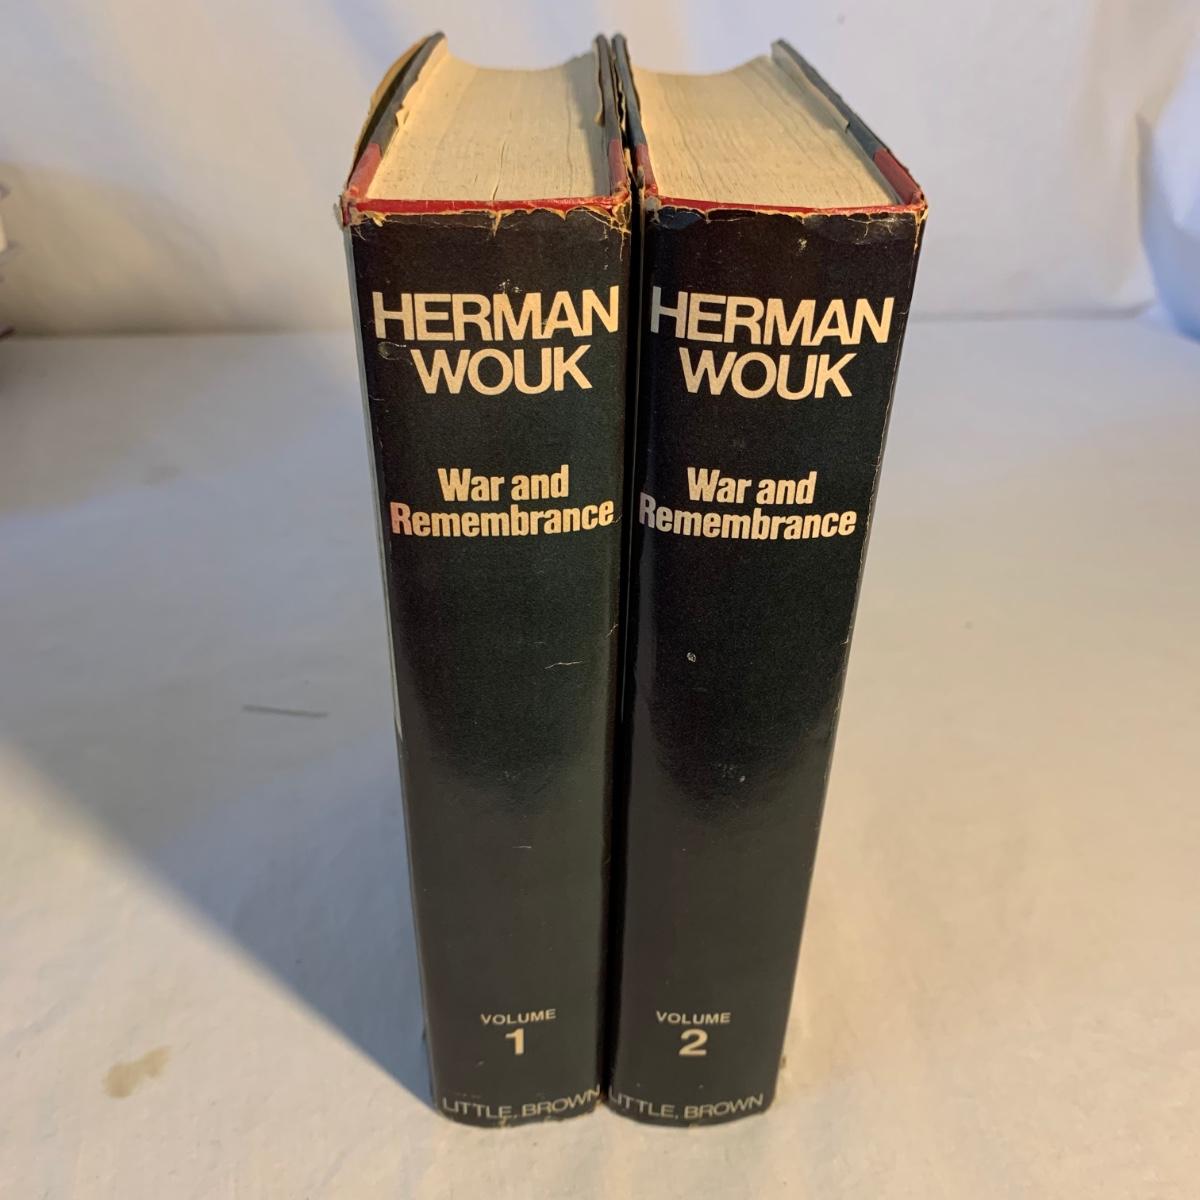 HERMAN
WOUK
War and
Remembrance
VOLUME
1
LITTLE, BROWN
HERMAN
WOUK
War and
Remembrance
VOLUME
2
LITTLE, BROWN